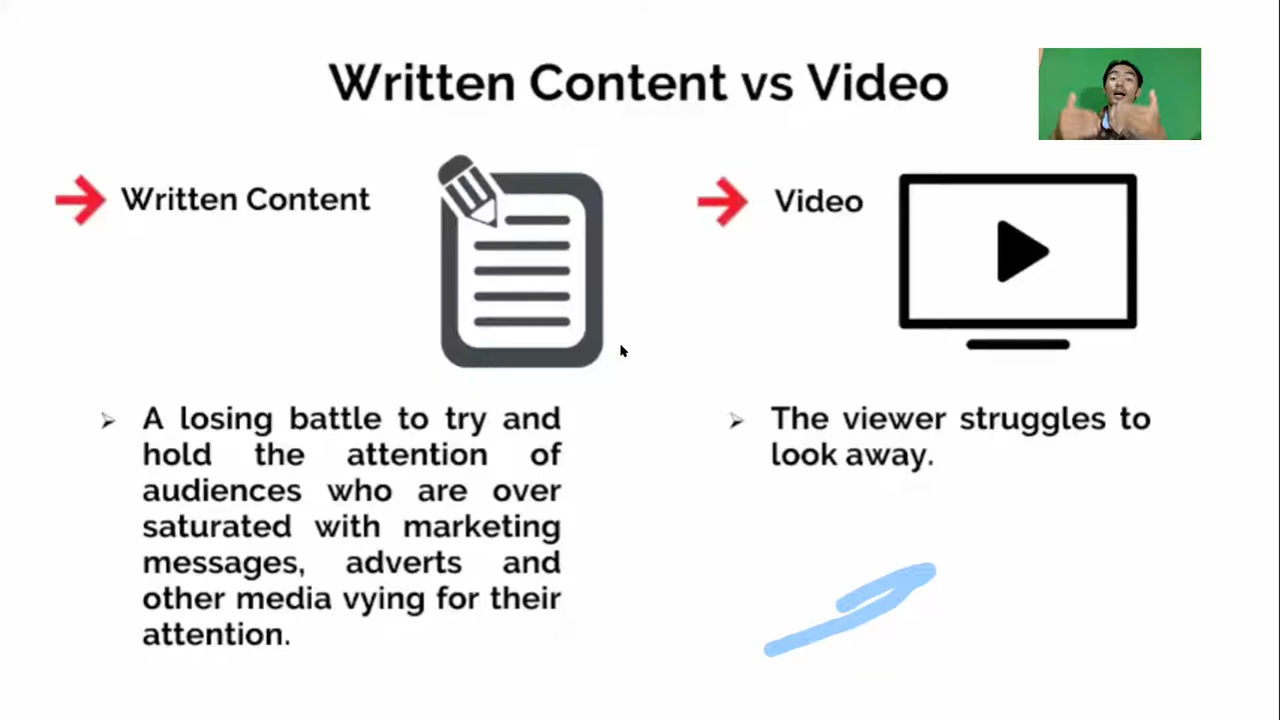 Written Content vs Video
Written Content
Video
A losing battle to try and
hold the attention of
audiences who are over
saturated with marketing
messages, adverts and
other media vying for their
attention.
The viewer struggles to
look away.